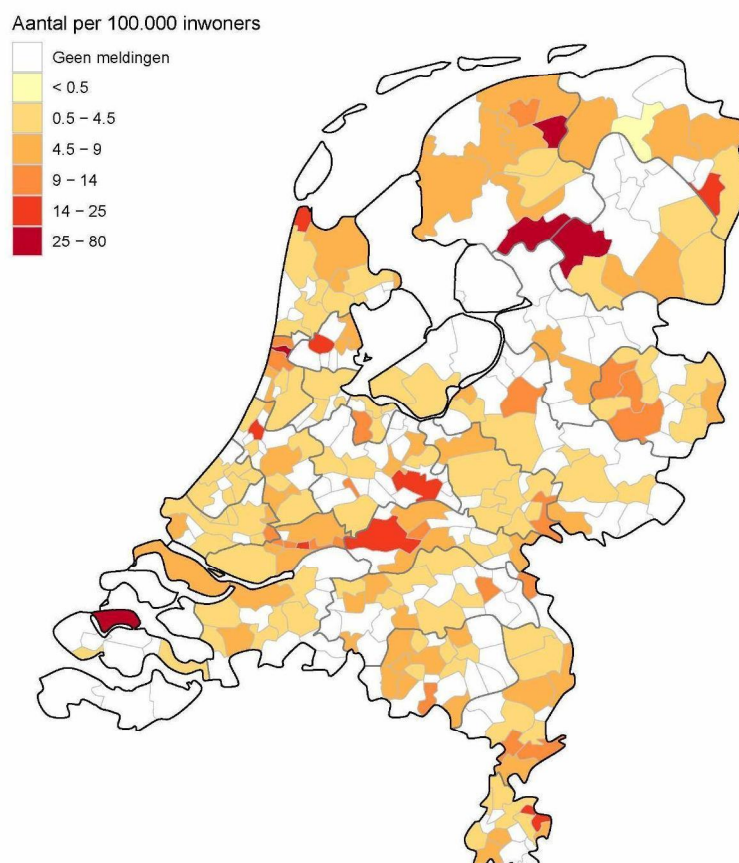 Aantal per 100.000 inwoners
Geen meldingen
< 0.5
0.5 – 4.5
4.5 – 9
9 – 14
14 – 25
25 – 80